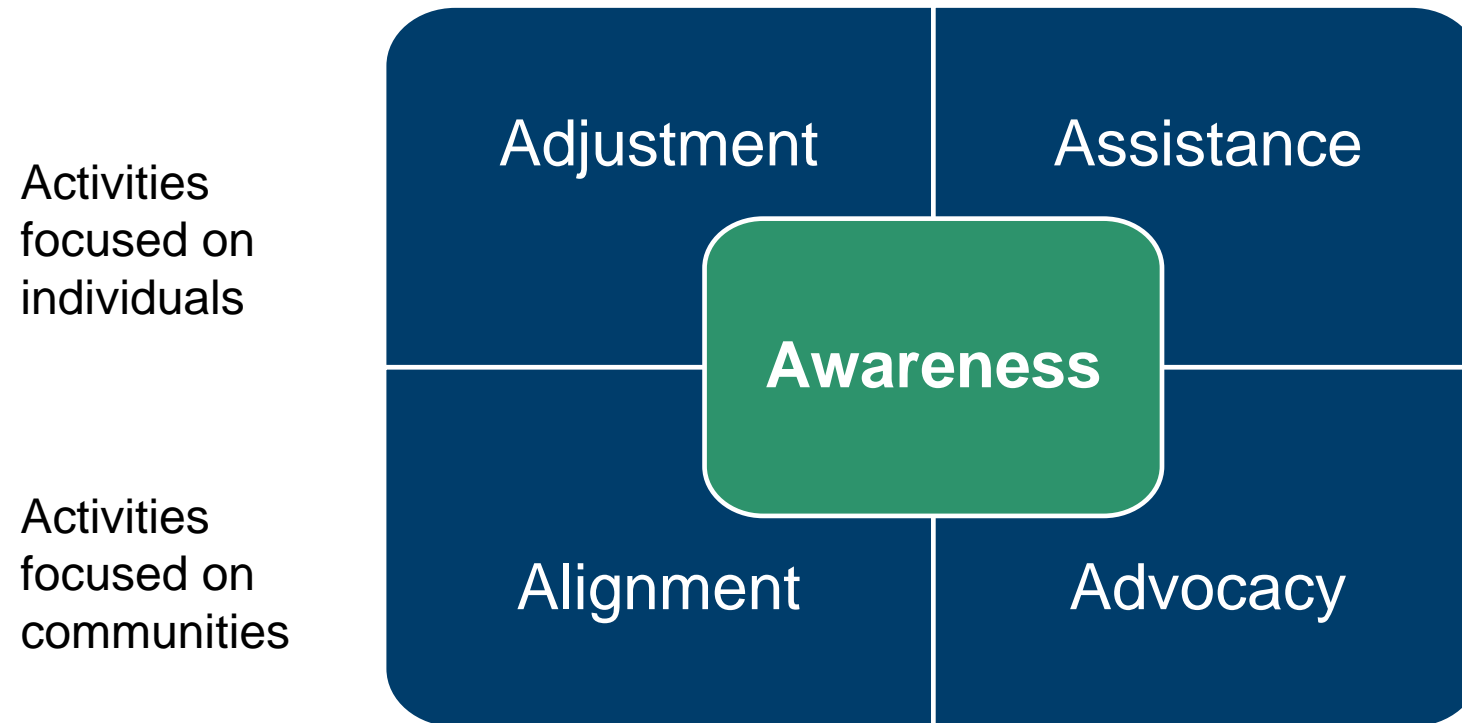 Adjustment
Assistance
Activities
focused on
individuals
Awareness
Activities
focused on
communities
Alignment
Advocacy